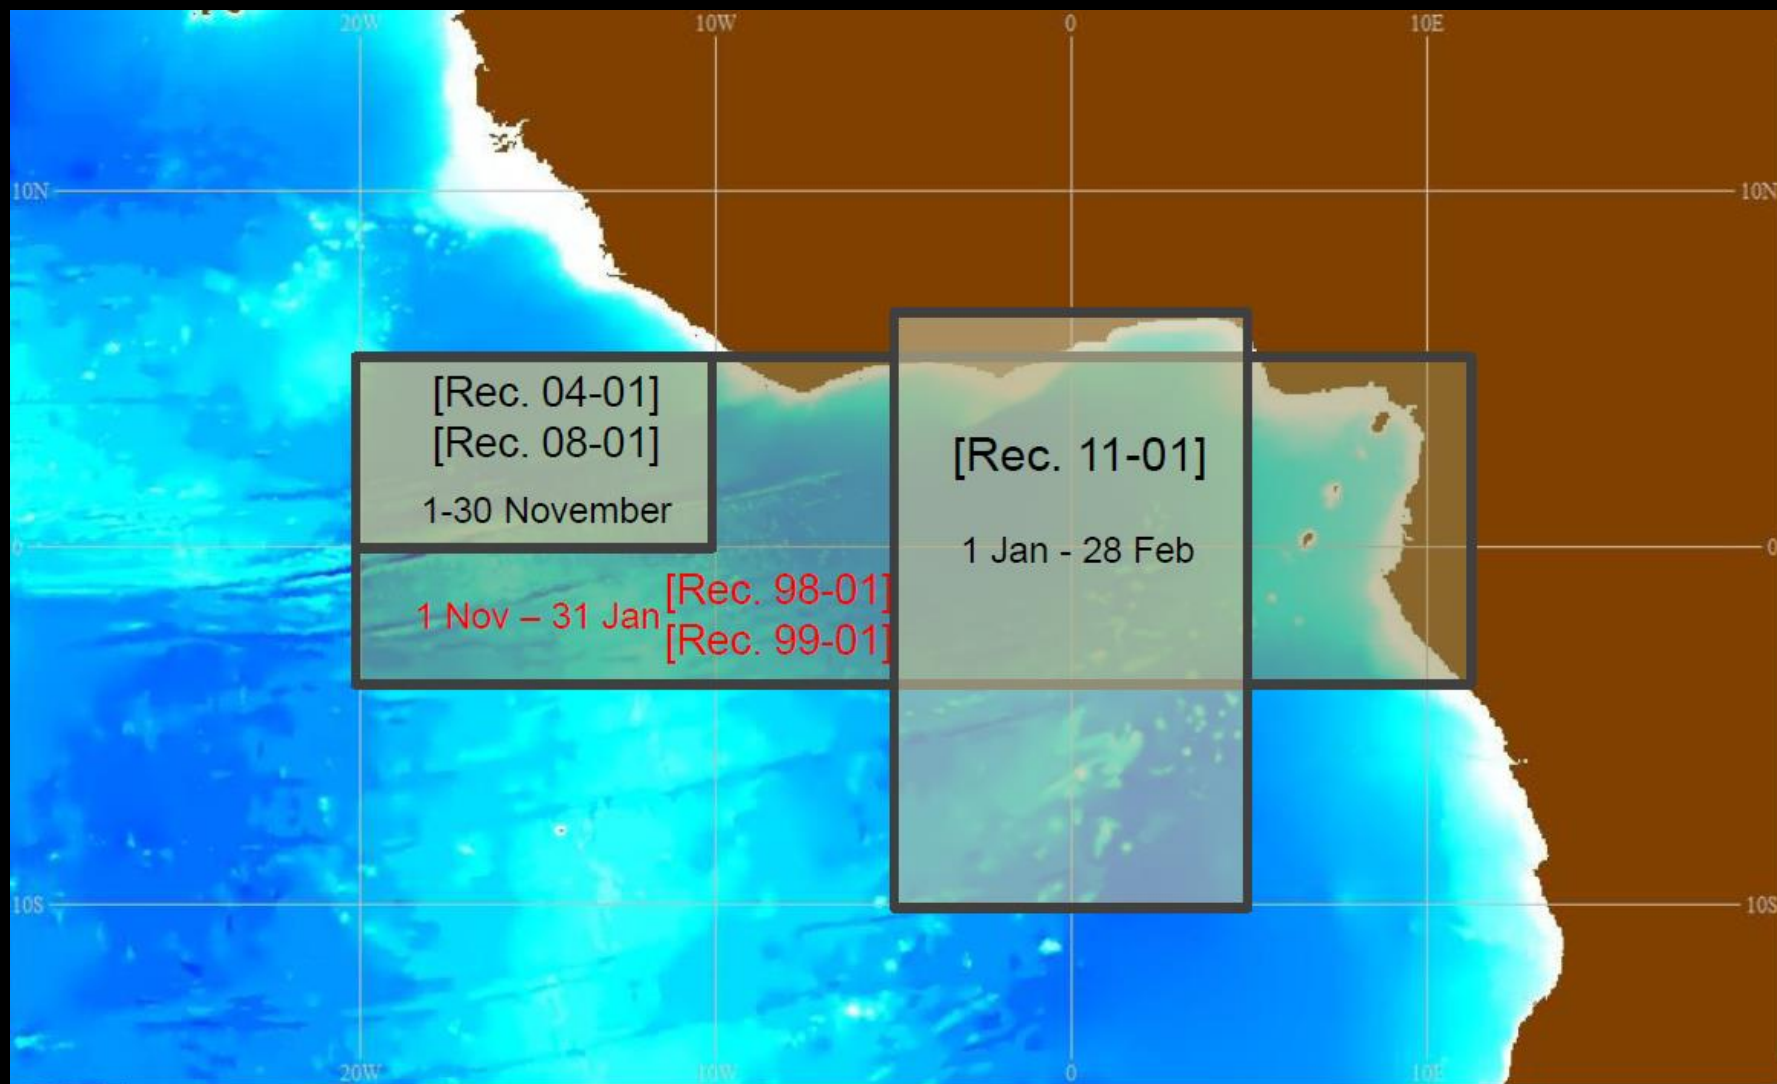 20W 10W 0 10E
10N 10N
[Rec. 04-01]
[Rec. 08-01]
1-30 November
[Rec. 11-01]
1 Jan - 28 Feb
0 0
1 Nov – 31 Jan
[Rec. 98-01]
[Rec. 99-01]
10S 10S
20W 10W 0 10E